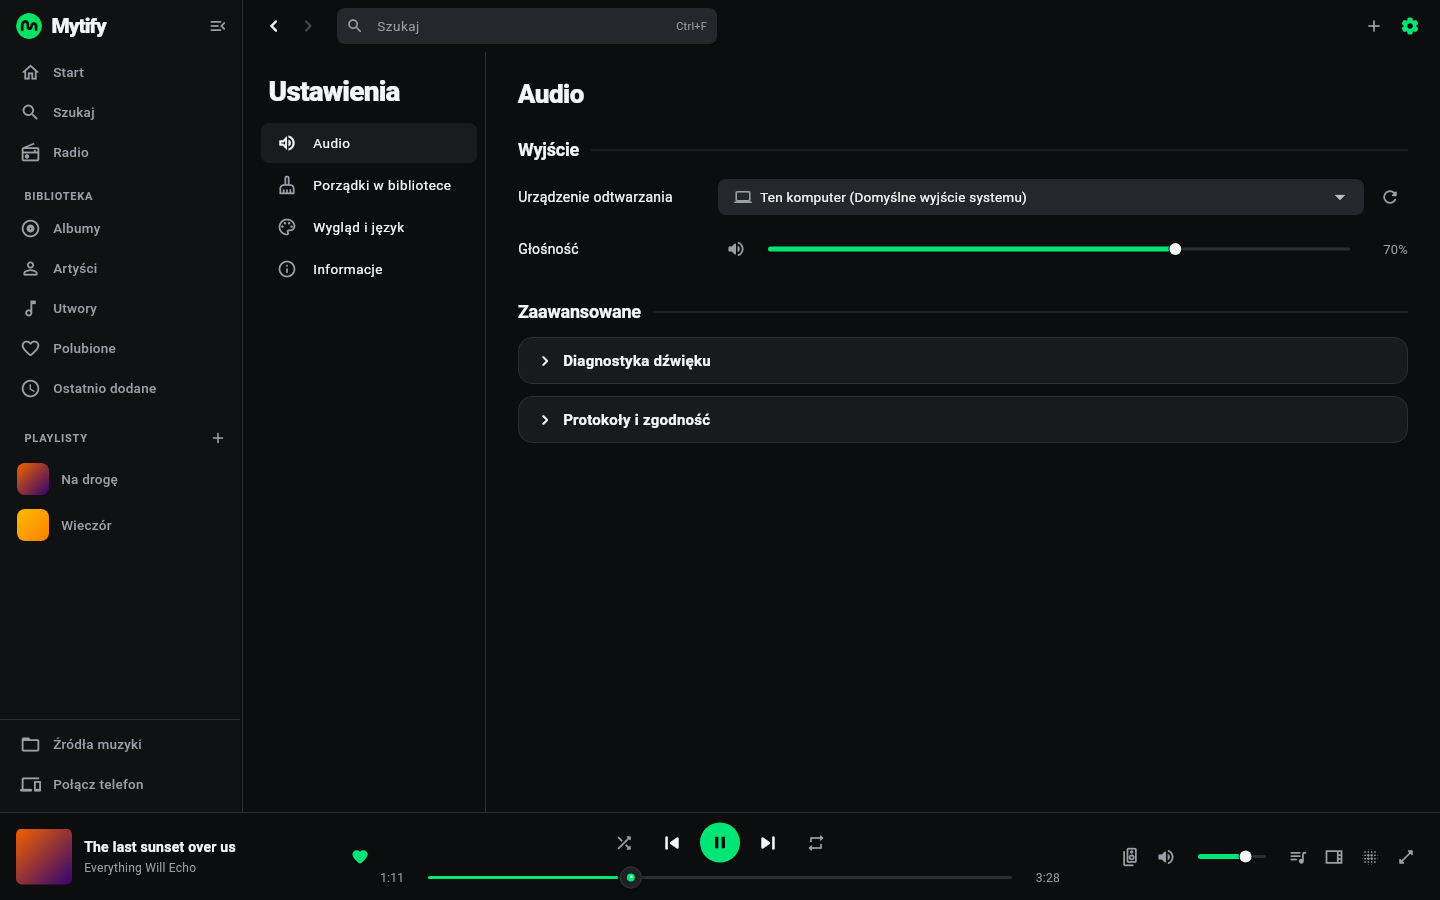 Mytify
Szukaj
Ctrl+F
Start
Szukaj
Radio
BIBLIOTEKA
Albumy
Artyści
Utwory
Polubione
Ostatnio dodane
PLAYLISTY
Na drogę
Wieczór
Źródła muzyki
Połącz telefon
Ustawienia
Audio
Porządki w bibliotece
Wygląd i język
Informacje
Audio
Wyjście
Urządzenie odtwarzania
Ten komputer (Domyślne wyjście systemu)
Głośność
70%
Zaawansowane
Diagnostyka dźwięku
Protokoły i zgodność
The last sunset over us
Everything Will Echo
1:11
3:28